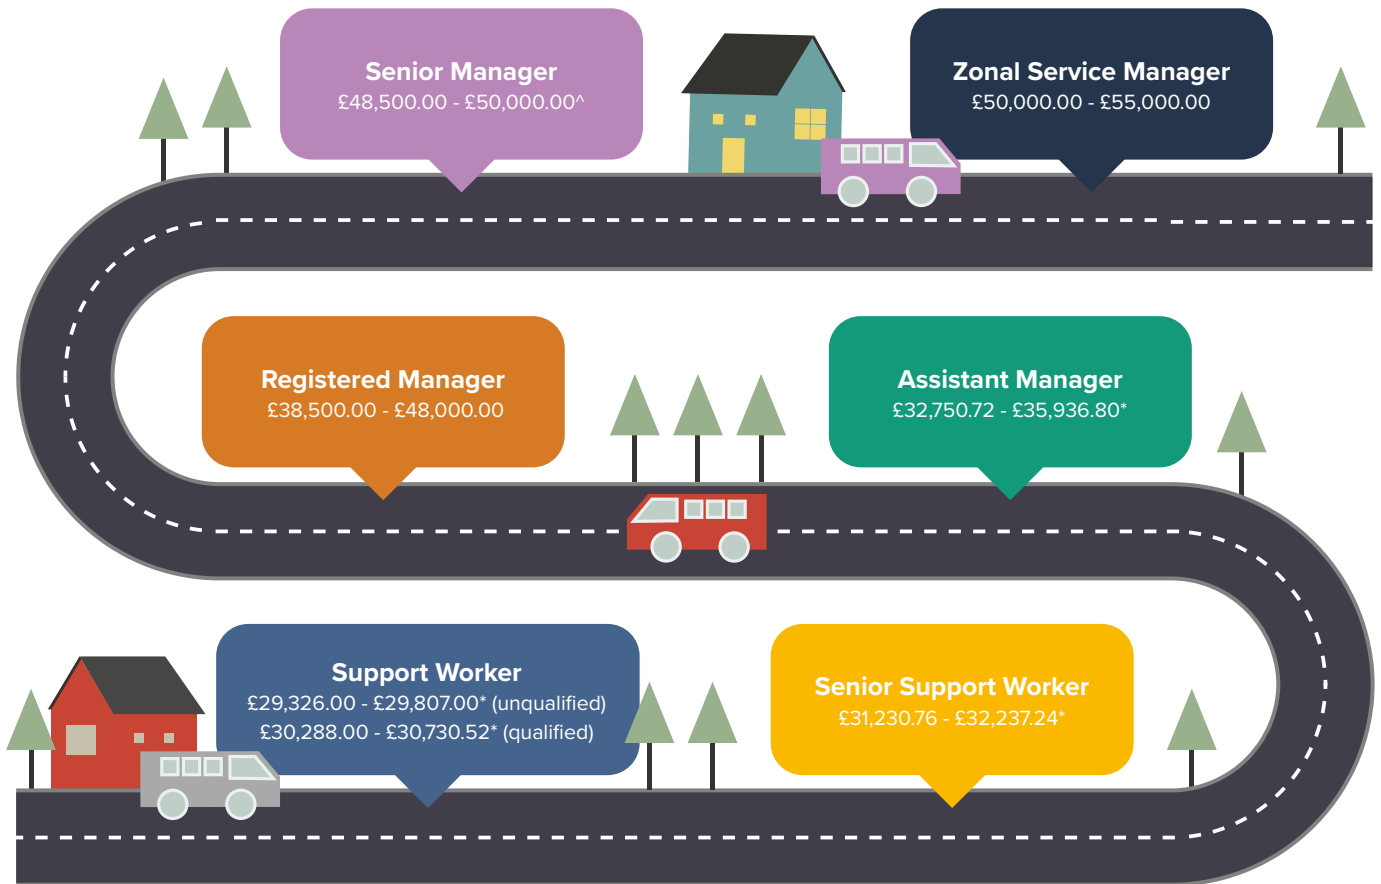 Senior Manager
£48,500.00 - £50,000.00^
Zonal Service Manager
£50,000.00 - £55,000.00
Registered Manager
£38,500.00 - £48,000.00
Assistant Manager
£32,750.72 - £35,936.80*
Support Worker
£29,326.00 - £29,807.00* (unqualified)
£30,288.00 - £30,730.52* (qualified)
Senior Support Worker
£31,230.76 - £32,237.24*